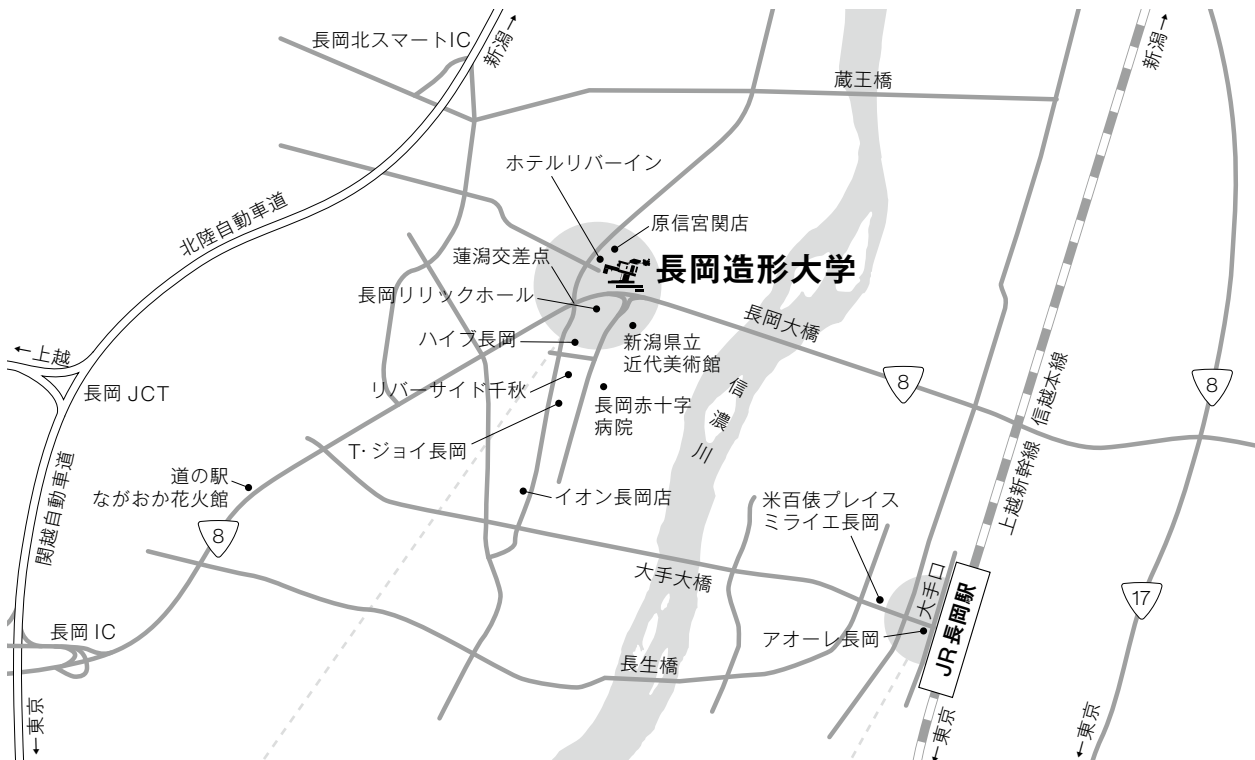 長岡北スマートIC
新潟→
新潟→
蔵王橋
ホテルリバーイン
原信宮関店
北陸自動車道
蓮潟交差点
長岡造形大学
長岡リリックホール
長岡大橋
ハイブ長岡
新潟県立
近代美術館
←上越
長岡JCT
リバーサイド千秋
長岡赤十字
病院
信濃川
8
8
上越新幹線 信越本線
T・ジョイ長岡
道の駅
ながおか花火館
イオン長岡店
米百俵プレイス
ミライエ長岡
関越自動車道
8
大手大橋
大手口
17
長岡IC
アオーレ長岡
JR長岡駅
長生橋
←東京
←東京
←東京